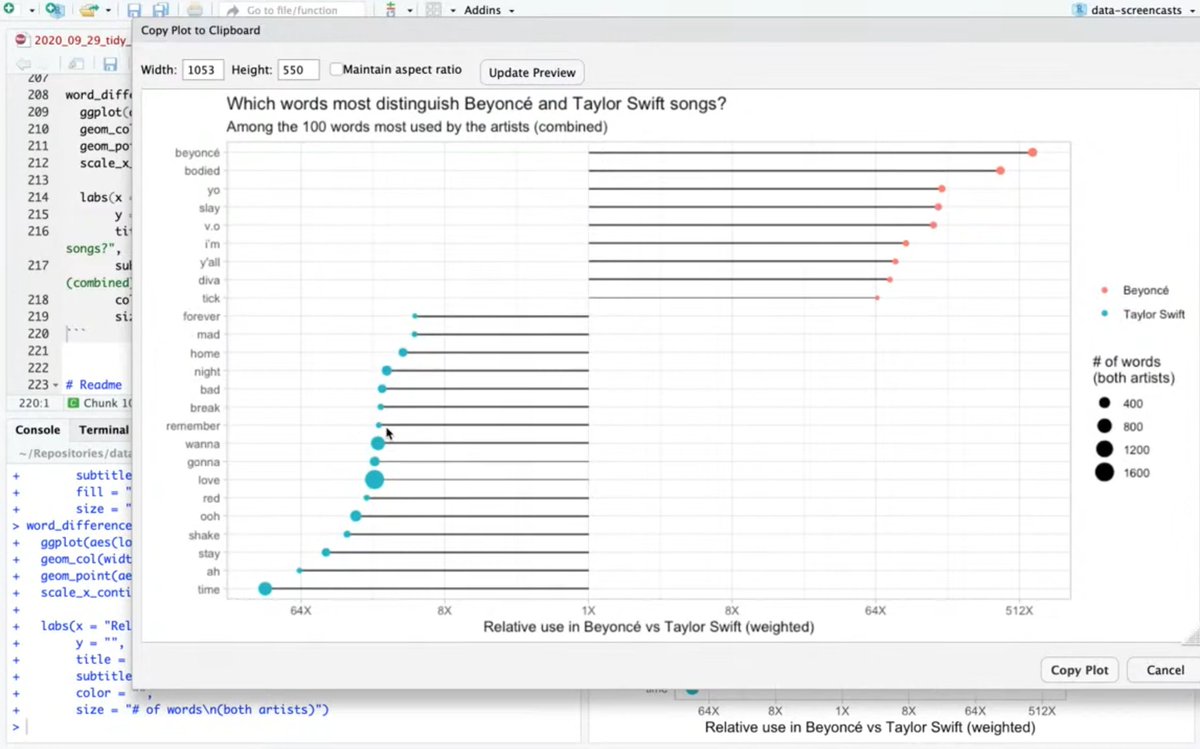 Go to file/function
Addins
data-screencasts
2020_09_29_tidy_
Copy Plot to Clipboard
Width: 1053 Height: 550 Maintain aspect ratio Update Preview
207
208 word_diffe
209 ggplot(
210 geom_co
211 geom_po
212 scale_x_
213
214 labs(x =
215 y =
216 ti
songs?",
217 su
(combined
218 co
219 si
220 ```
221
222
223 # Readme
220:1 Chunk 10
Console Terminal
~/Repositories/data
+ subtitle
+ fill = "
+ size = "
> word_difference
+ ggplot(aes(lo
+ geom_col(widt
+ geom_point(ae
+ scale_x_conti
+
+ labs(x = "Rel
+ y = "",
+ title =
+ subtitle
+ color = "",
+ size = "# of words\n(both artists)")
>
Which words most distinguish Beyoncé and Taylor Swift songs?
Among the 100 words most used by the artists (combined)
beyoncé
bodied
yo
slay
v.o
i'm
y'all
diva
tick
forever
mad
home
night
bad
break
remember
wanna
gonna
love
red
ooh
shake
stay
ah
time
64X 8X 1X 8X 64X 512X
Relative use in Beyoncé vs Taylor Swift (weighted)
Beyoncé
Taylor Swift
# of words
(both artists)
400
800
1200
1600
Copy Plot Cancel
time
64X 8X 1X 8X 64X 512X
Relative use in Beyoncé vs Taylor Swift (weighted)